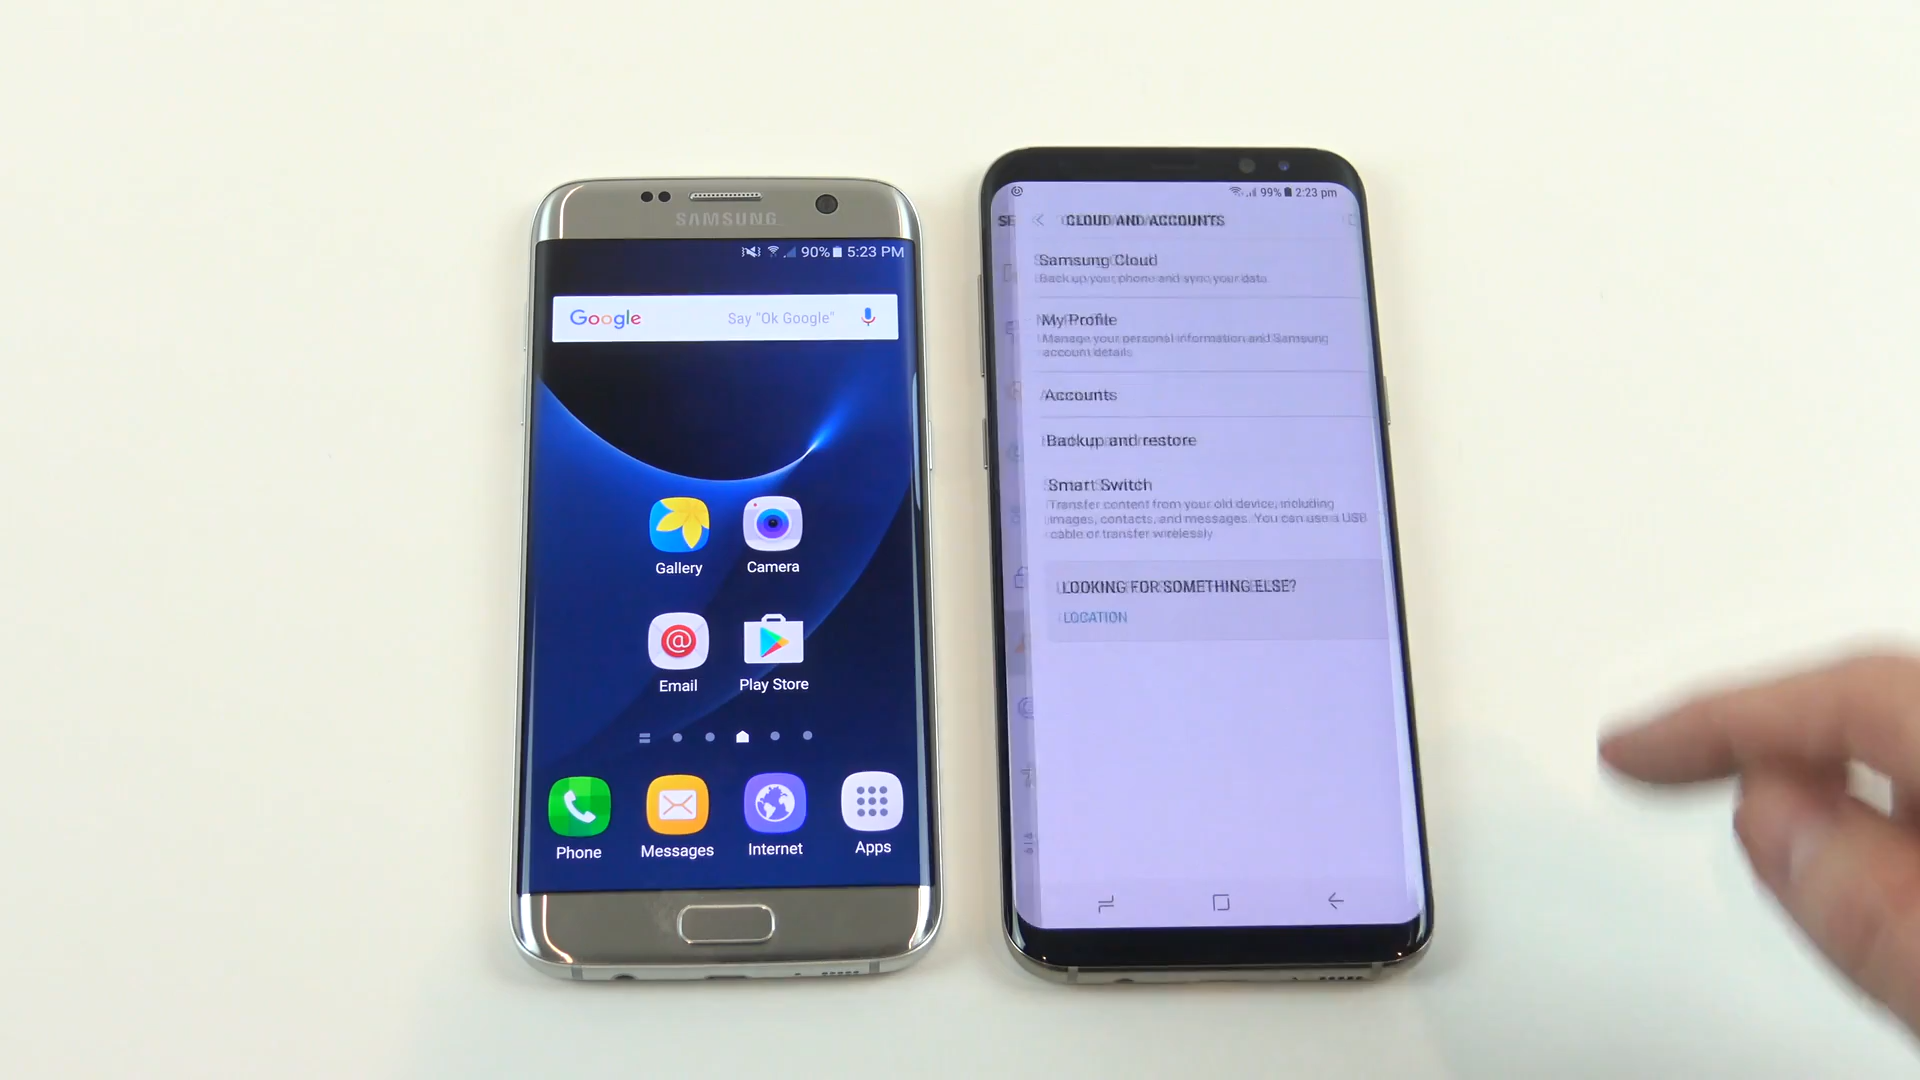 SAMSUNG
90% 5:23 PM
Google Say "Ok Google"
Gallery Camera
Email Play Store
Phone Messages Internet Apps
99% 2:23 pm
SE CLOUD AND ACCOUNTS
Samsung Cloud
Back up your phone and sync your data.
My Profile
Manage your personal information and Samsung
account details.
Accounts
Backup and restore
Smart Switch
Transfer content from your old device, including
images, contacts, and messages. You can use a USB
cable or transfer wirelessly
LOOKING FOR SOMETHING ELSE?
LOCATION